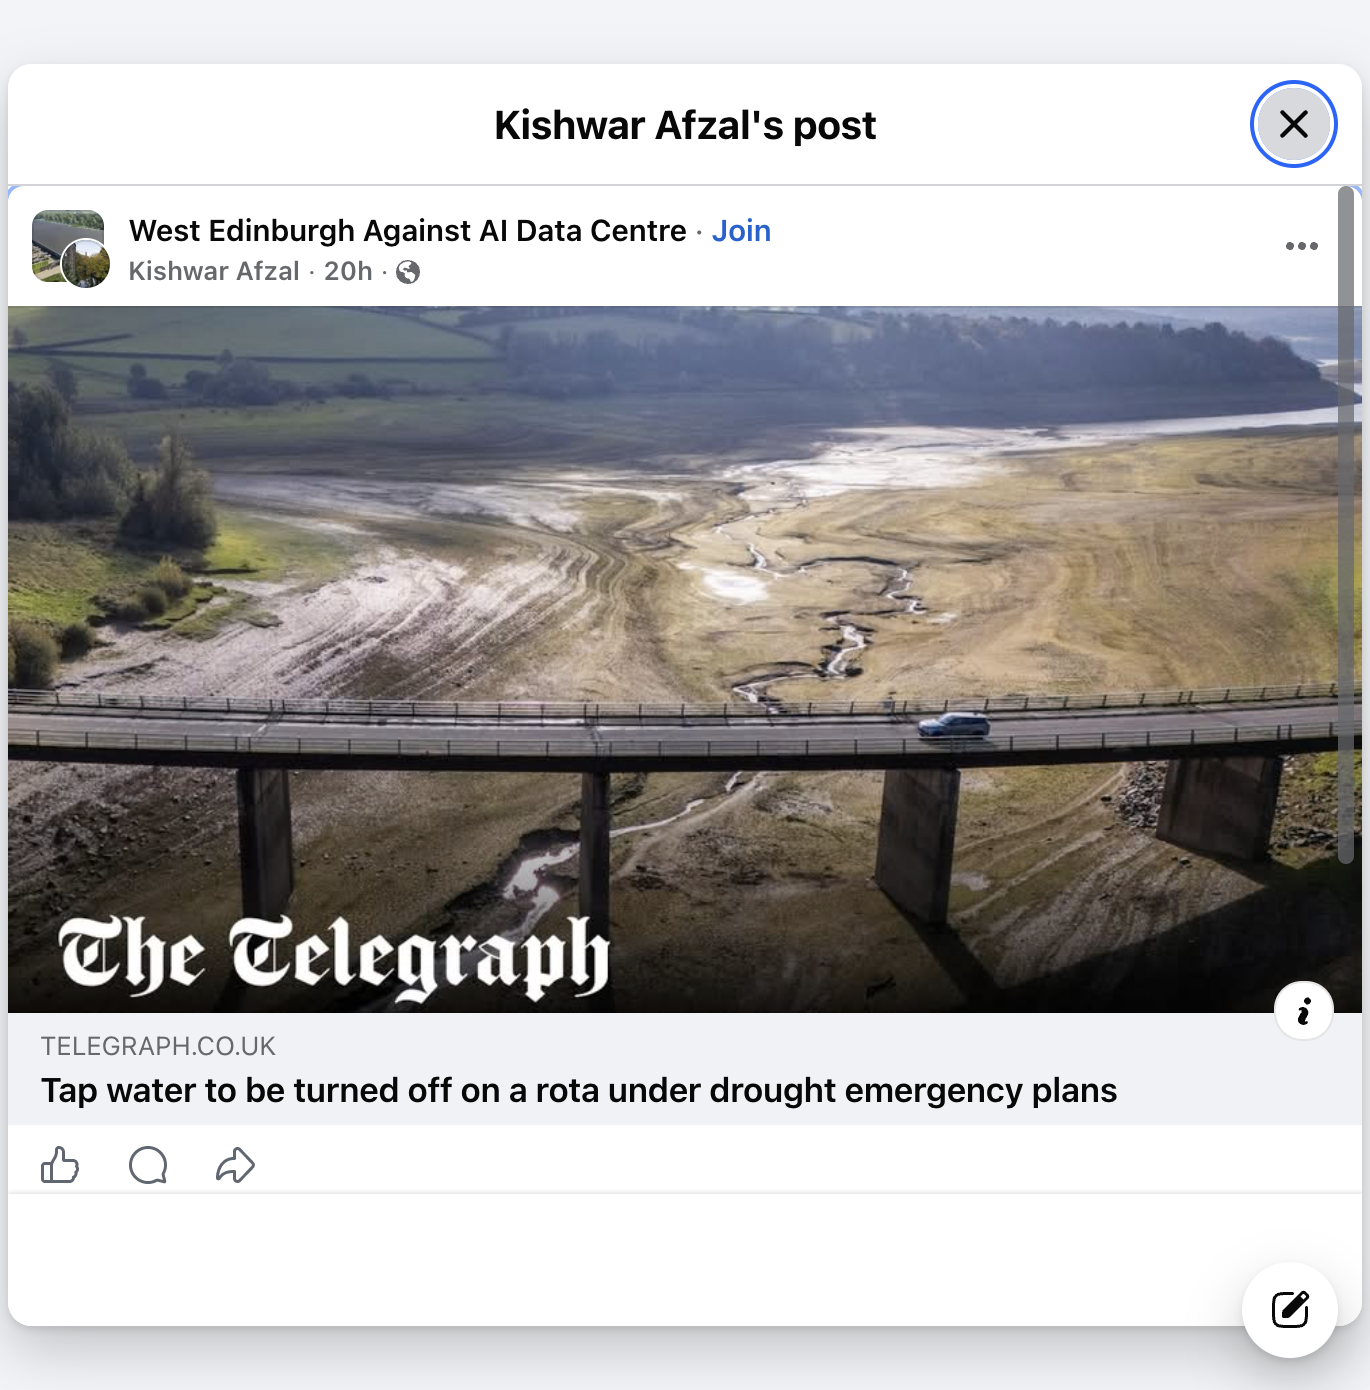 Kishwar Afzal's post
West Edinburgh Against AI Data Centre · Join
Kishwar Afzal · 20h ·
The Telegraph
TELEGRAPH.CO.UK
Tap water to be turned off on a rota under drought emergency plans